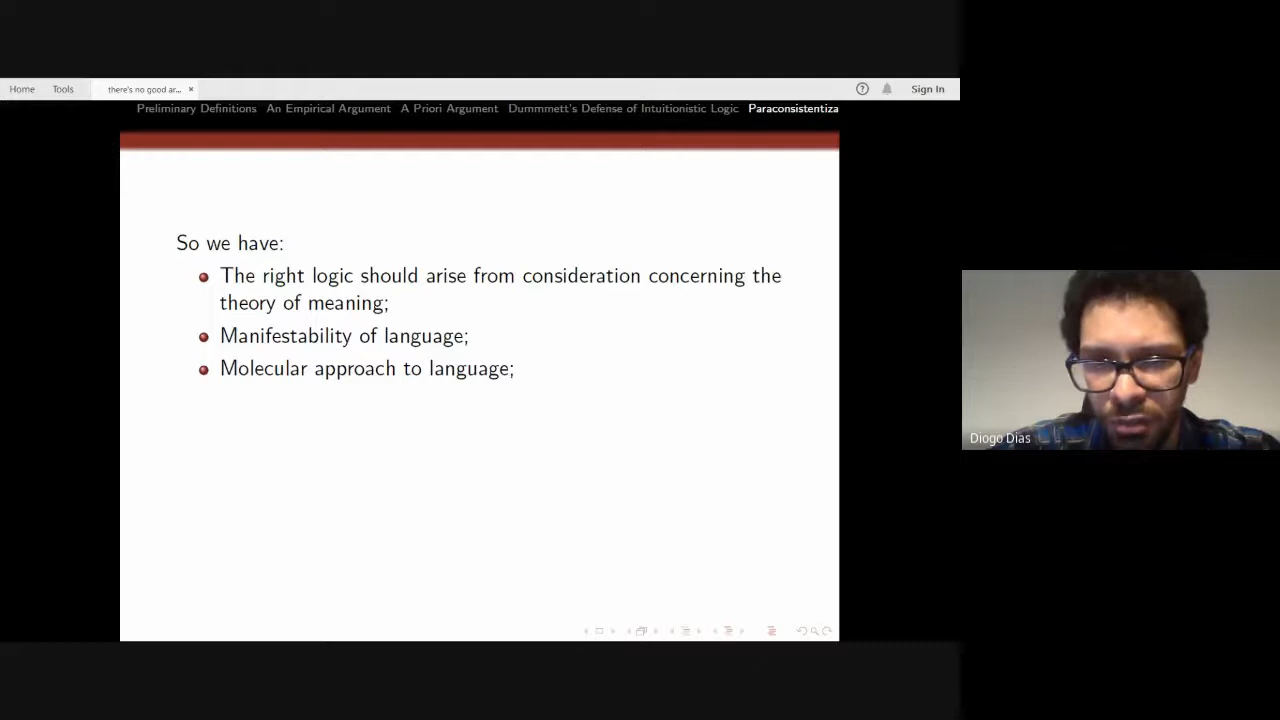 Home Tools there's no good ar... × ? Sign In
Preliminary Definitions An Empirical Argument A Priori Argument Dummmett's Defense of Intuitionistic Logic Paraconsistentiza
So we have:
The right logic should arise from consideration concerning the
theory of meaning;
Manifestability of language;
Molecular approach to language;
Diogo Dias